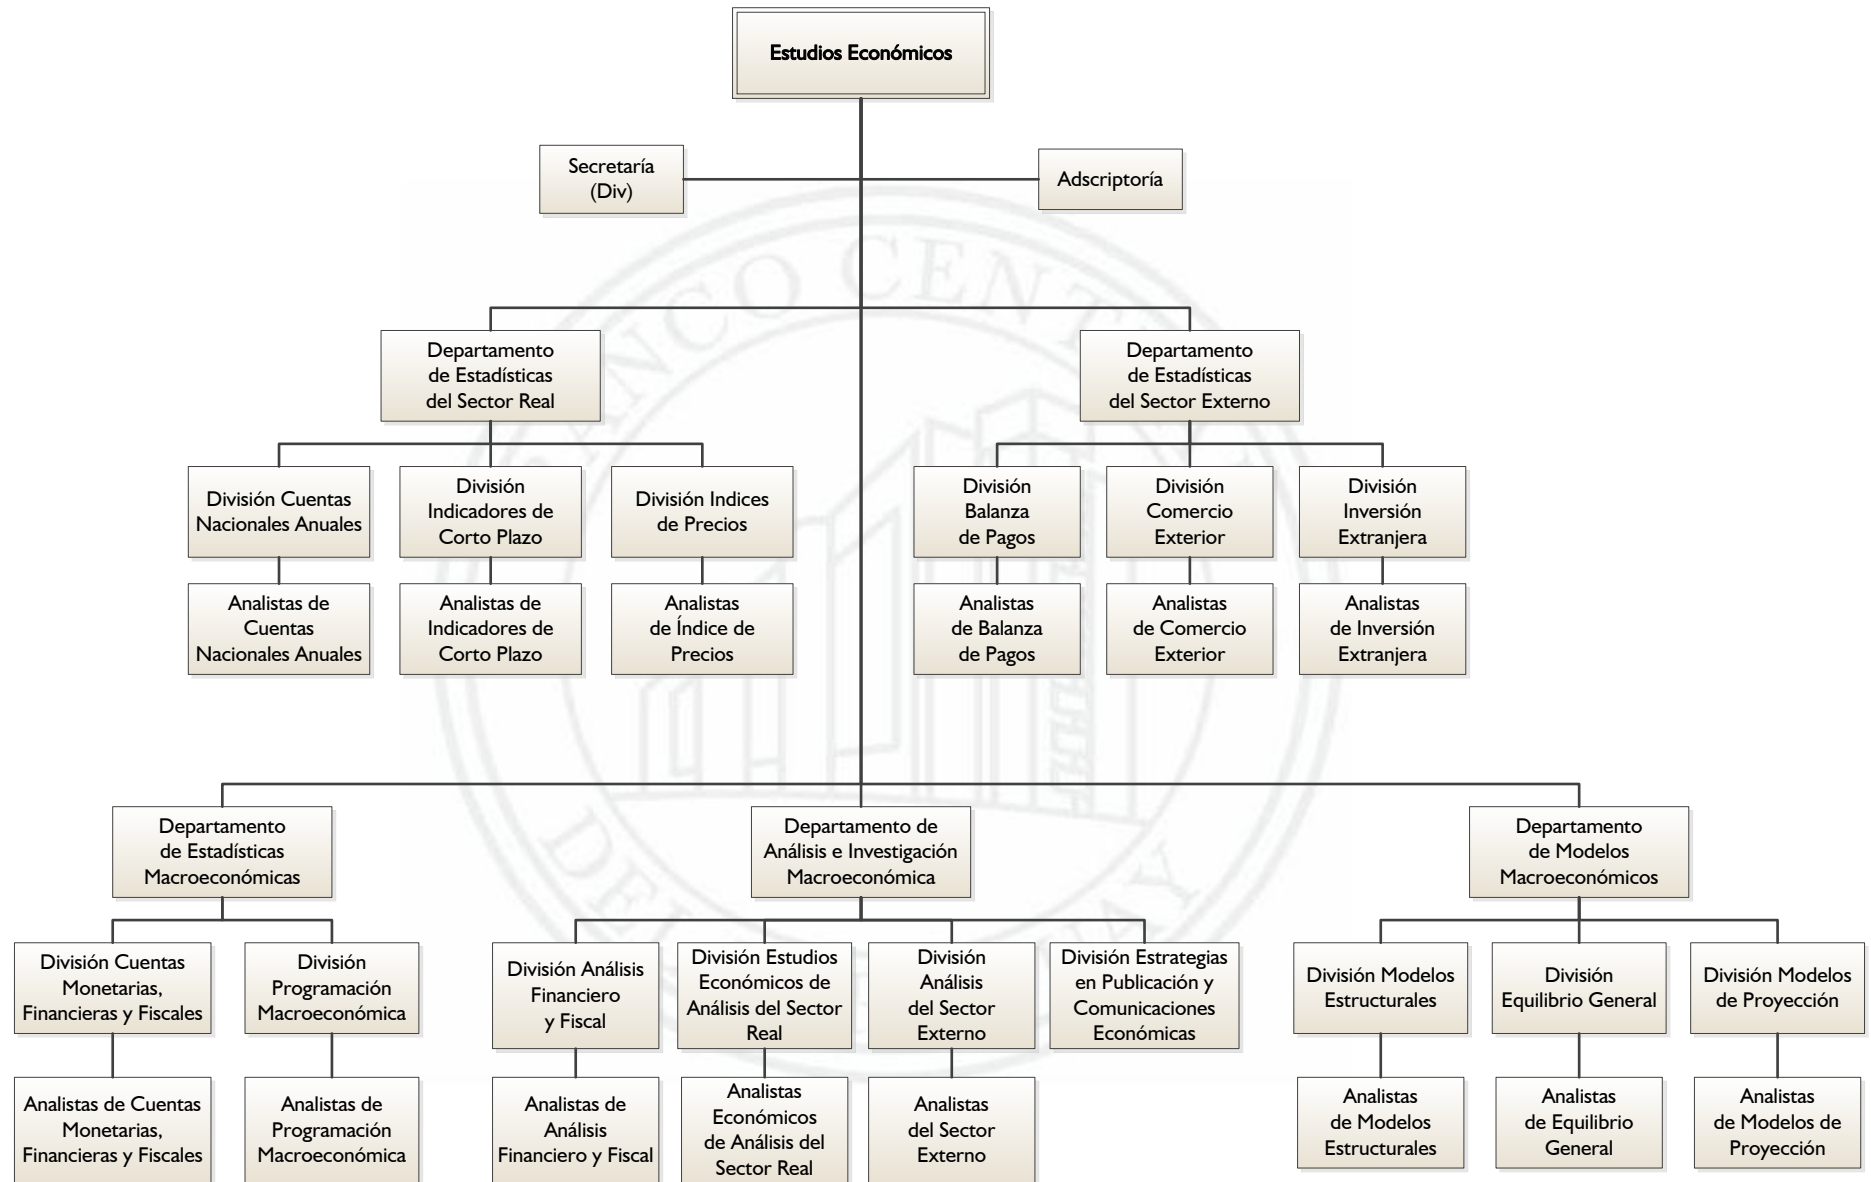 Estudios Económicos
Secretaría
(Div)
Adscriptoría
Departamento
de Estadísticas
del Sector Real
Departamento
de Estadísticas
del Sector Externo
División Cuentas
Nacionales Anuales
División
Indicadores de
Corto Plazo
División Indices
de Precios
División
Balanza
de Pagos
División
Comercio
Exterior
División
Inversión
Extranjera
Analistas de
Cuentas
Nacionales Anuales
Analistas de
Indicadores de
Corto Plazo
Analistas
de Índice de
Precios
Analistas
de Balanza
de Pagos
Analistas
de Comercio
Exterior
Analistas
de Inversión
Extranjera
Departamento
de Estadísticas
Macroeconómicas
Departamento de
Análisis e Investigación
Macroeconómica
Departamento
de Modelos
Macroeconómicos
División Cuentas
Monetarias,
Financieras y Fiscales
División
Programación
Macroeconómica
División Análisis
Financiero
y Fiscal
División Estudios
Económicos de
Análisis del Sector
Real
División
Análisis
del Sector
Externo
División Estrategias
en Publicación y
Comunicaciones
Económicas
División Modelos
Estructurales
División
Equilibrio General
División Modelos
de Proyección
Analistas de Cuentas
Monetarias,
Financieras y Fiscales
Analistas de
Programación
Macroeconómica
Analistas de
Análisis
Financiero y Fiscal
Analistas
Económicos
de Análisis del
Sector Real
Analistas
del Sector
Externo
Analistas
de Modelos
Estructurales
Analistas
de Equilibrio
General
Analistas
de Modelos de
Proyección
BANCO CENTRAL
DEL